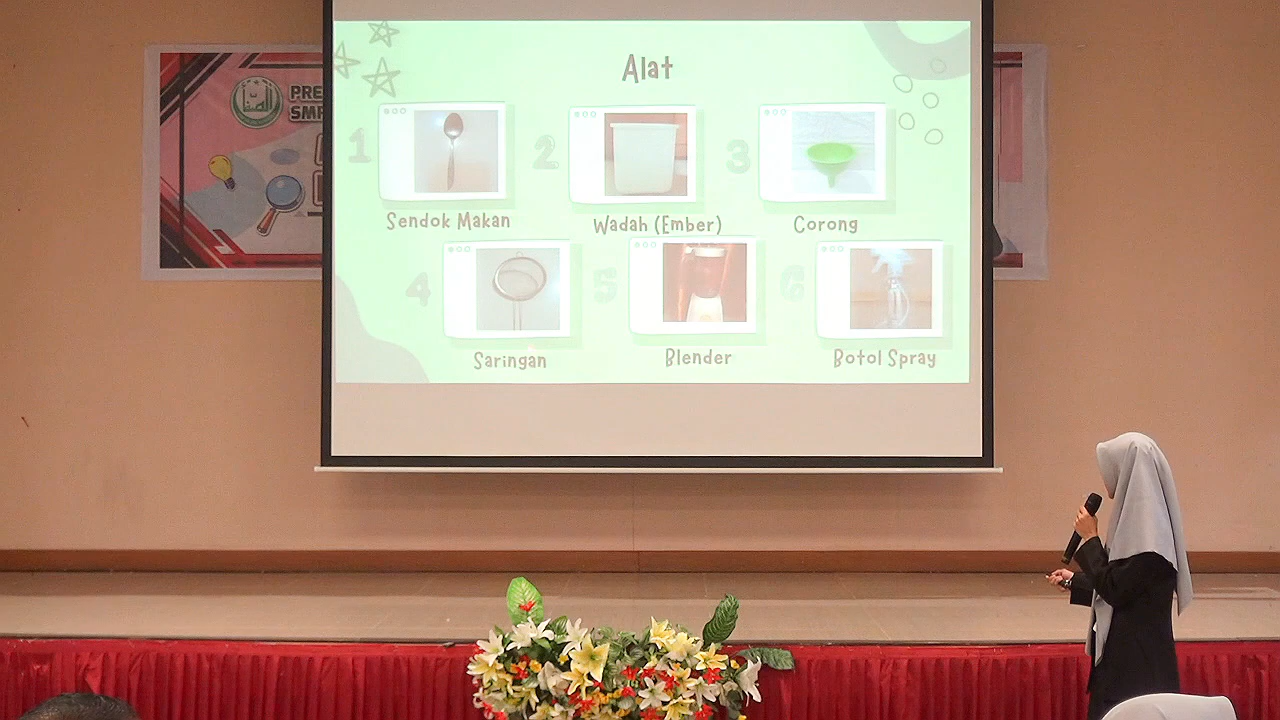 Alat
1
2
3
Sendok Makan
Wadah (Ember)
Corong
4
5
6
Saringan
Blender
Botol Spray
PRE
SMP